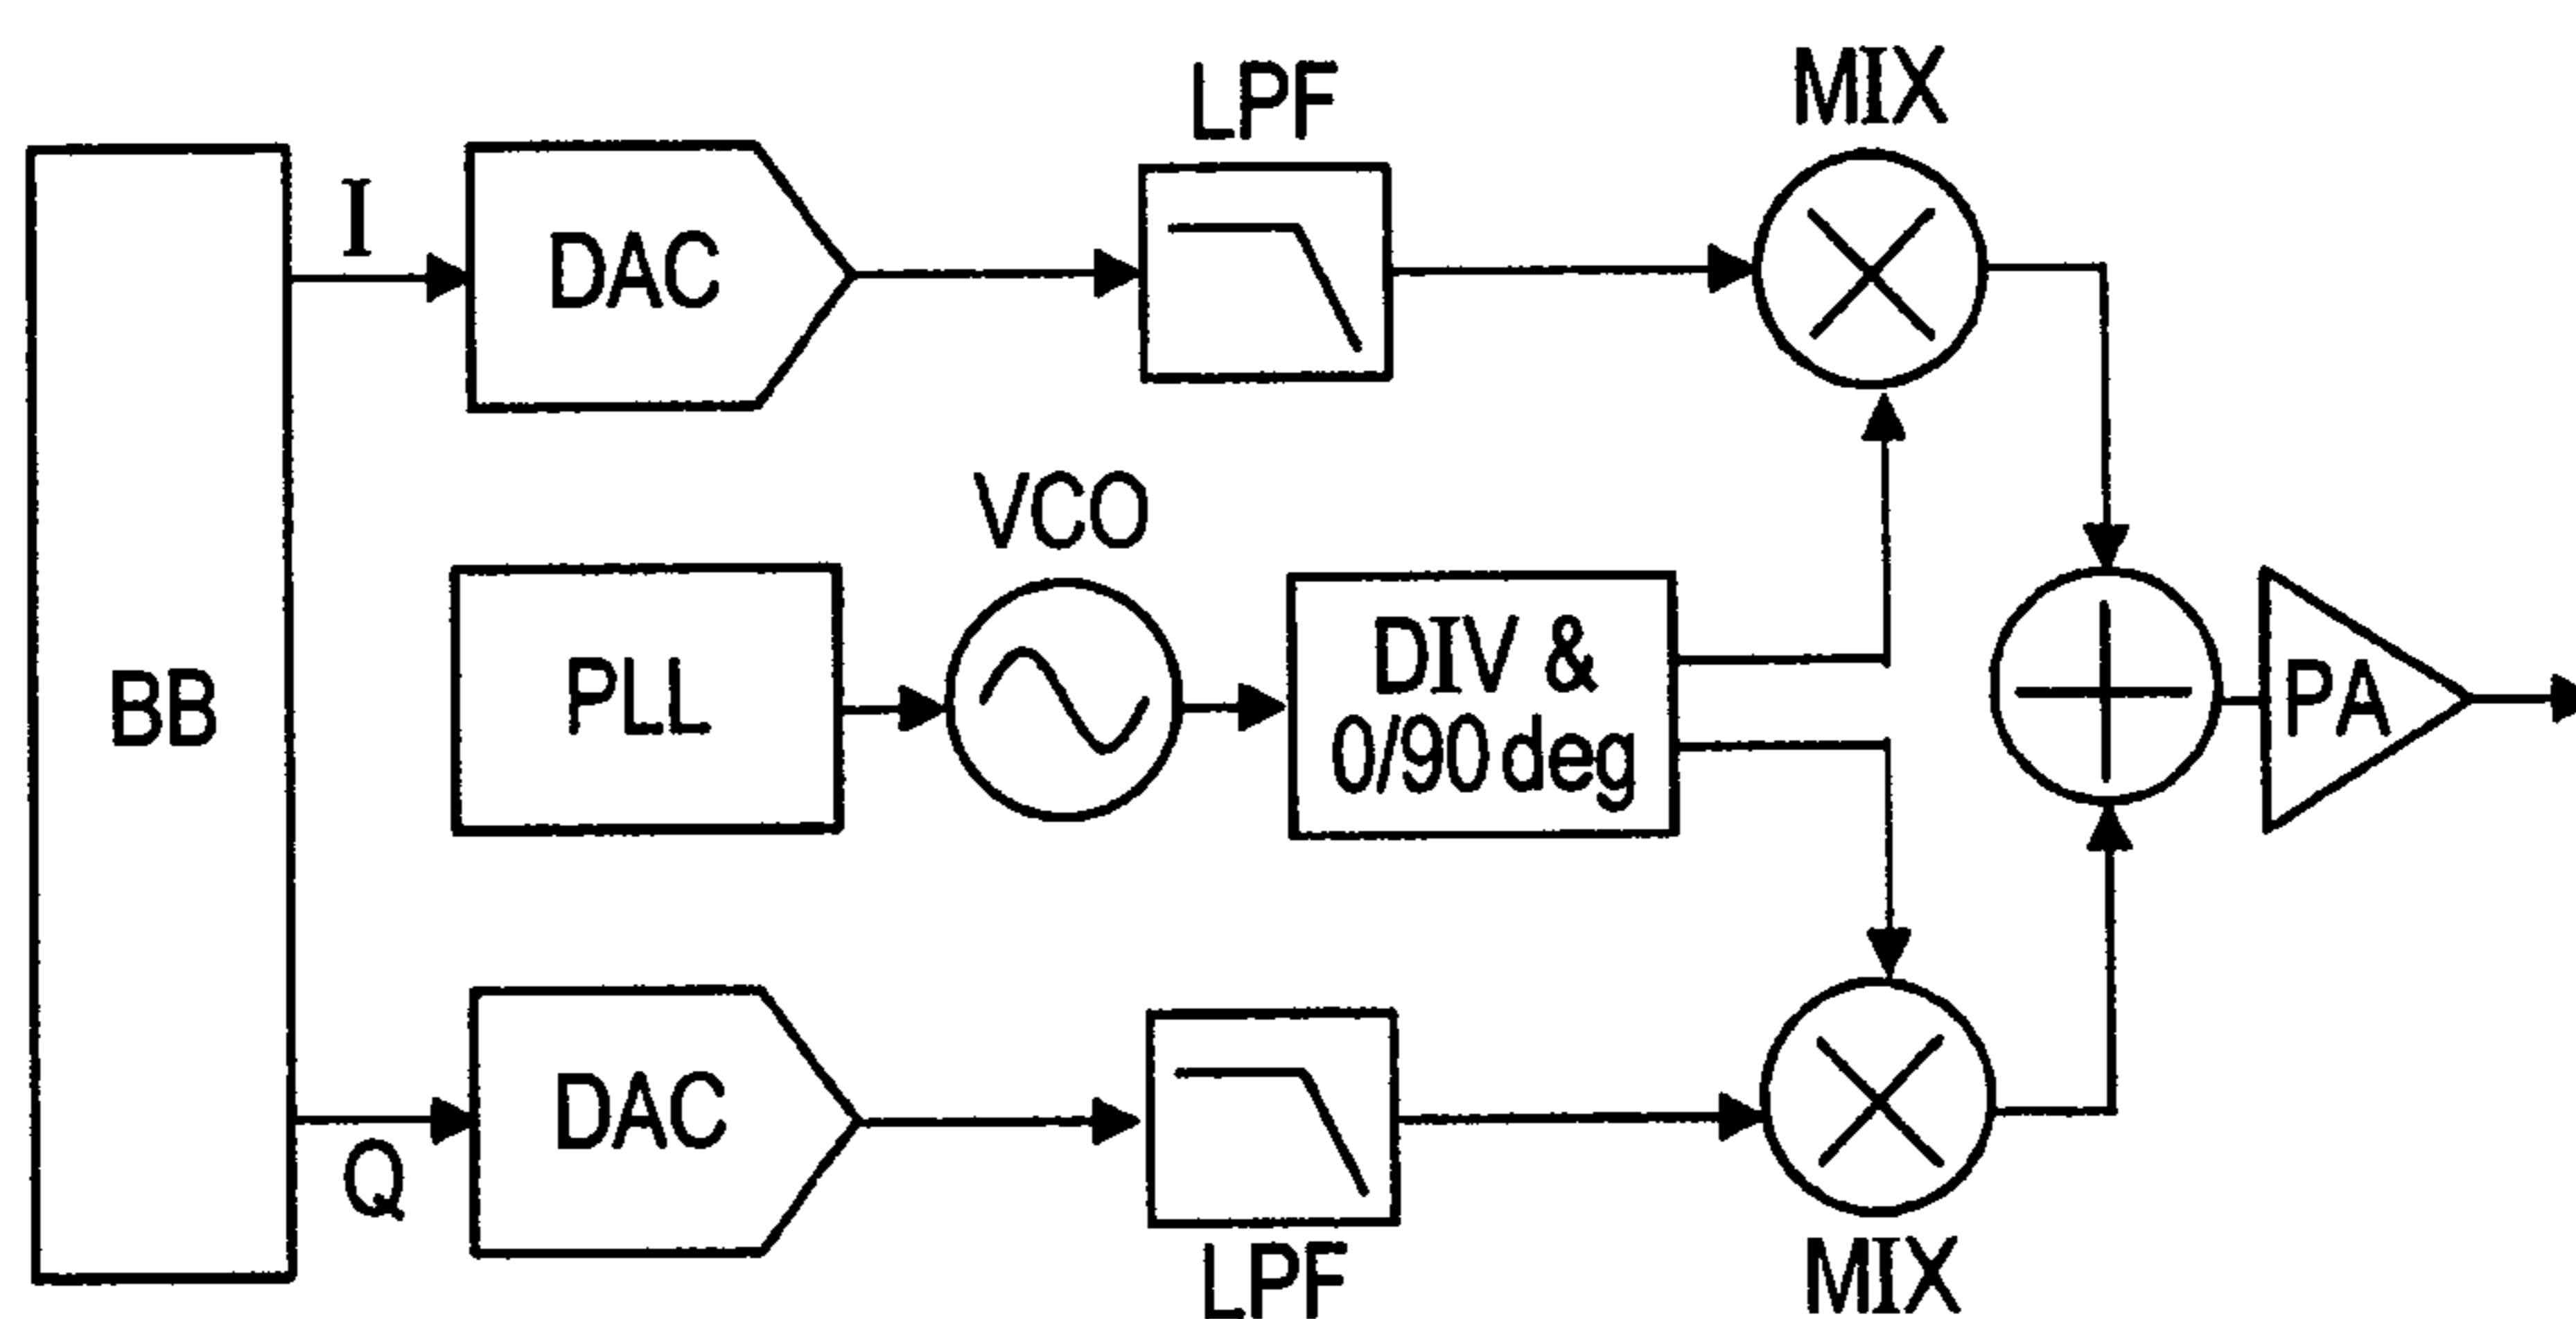 LPF
MIX
I
DAC
VCO
BB
PLL
DIV &
0/90 deg
PA
DAC
Q
LPF
MIX